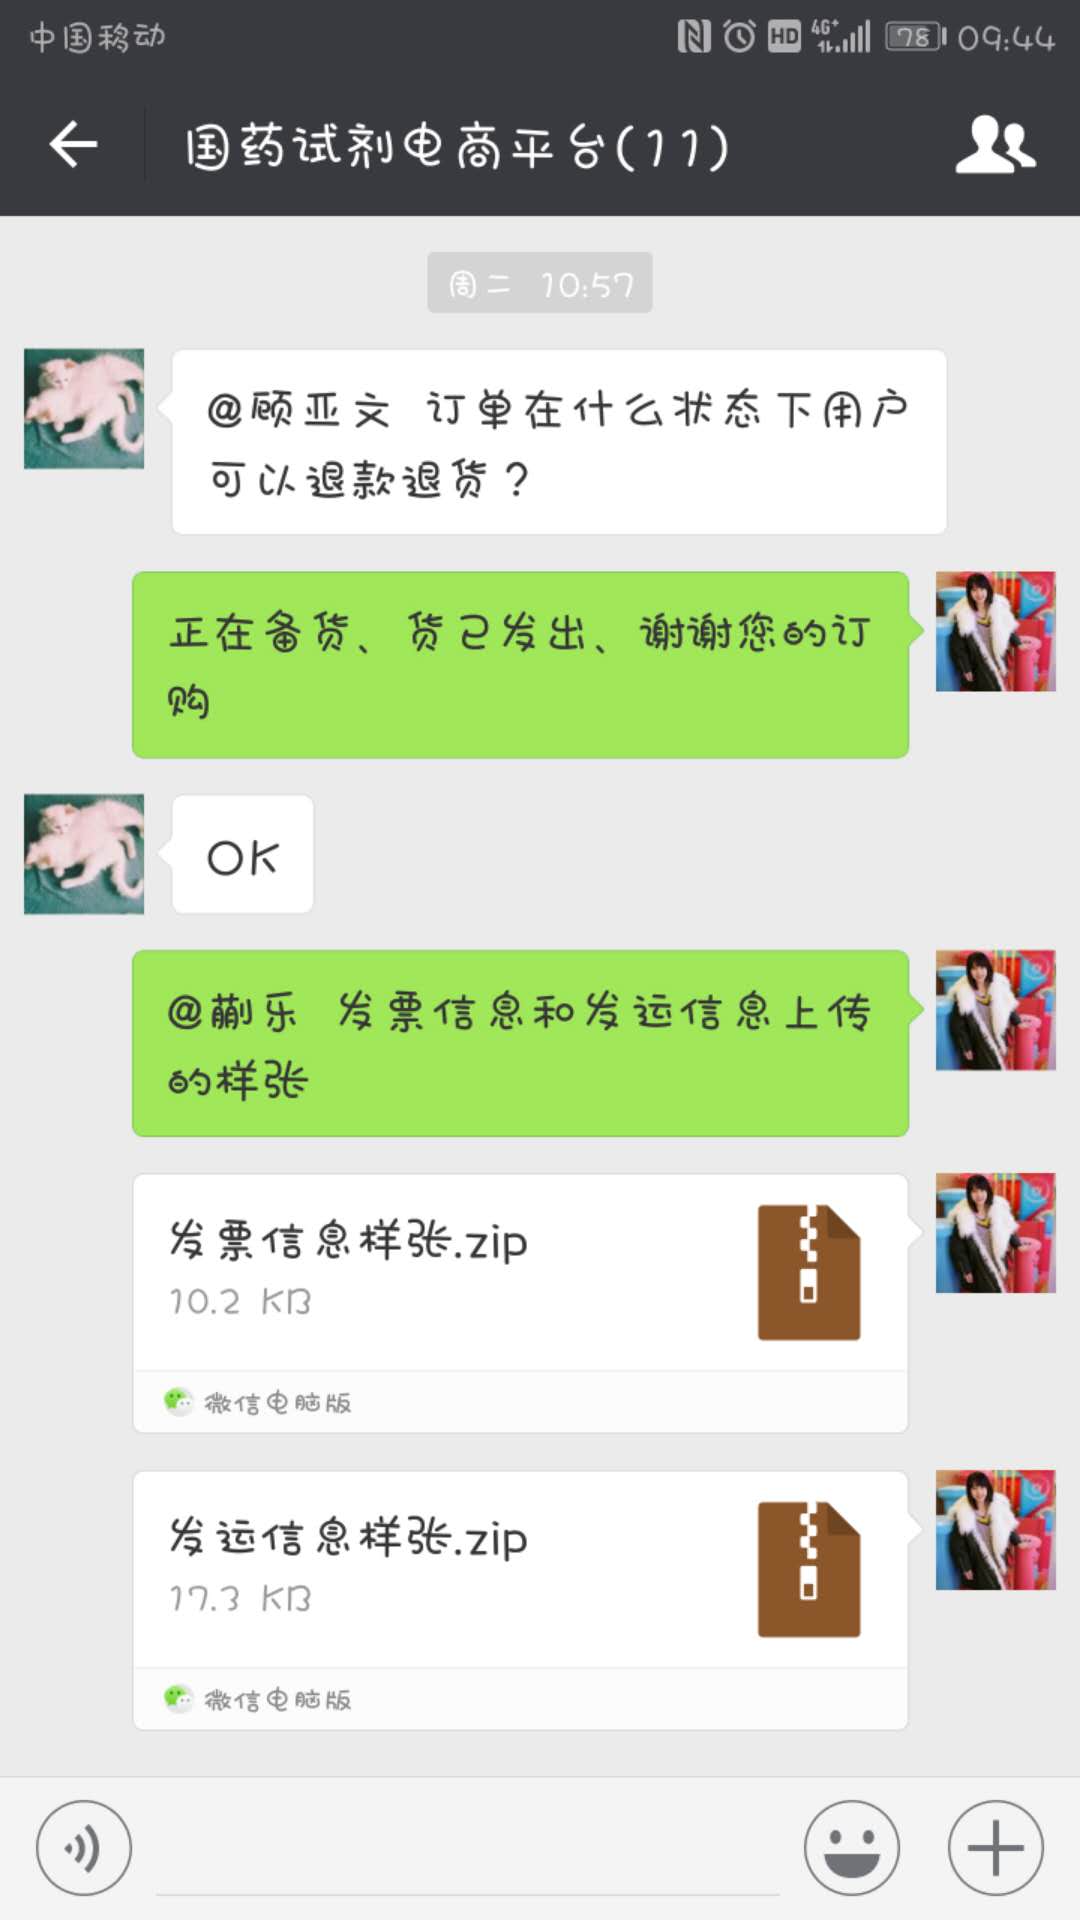 中国移动
HD 4G+ 78 09:44
国药试剂电商平台(11)
周二 10:57
@顾亚文 订单在什么状态下用户
可以退款退货？
正在备货、货已发出、谢谢您的订
购
OK
@蒯乐 发票信息和发运信息上传
的样张
发票信息样张.zip
10.2 KB
微信电脑版
发运信息样张.zip
17.3 KB
微信电脑版